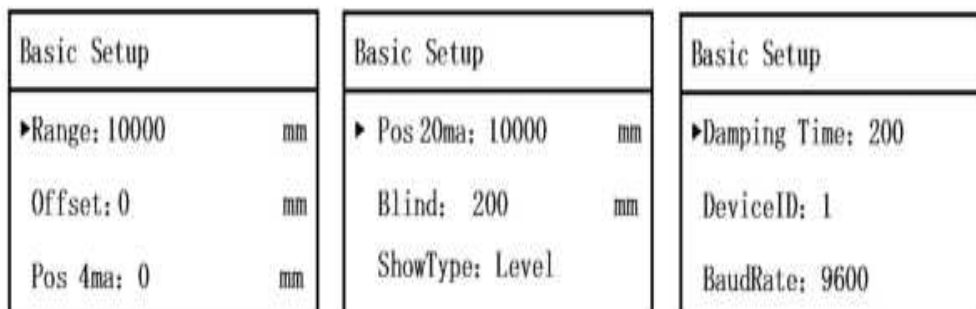 Basic Setup
▶Range: 10000 mm
Offset: 0 mm
Pos 4ma: 0 mm
Basic Setup
▶ Pos 20ma: 10000 mm
Blind: 200 mm
ShowType: Level
Basic Setup
▶Damping Time: 200
DeviceID: 1
BaudRate: 9600